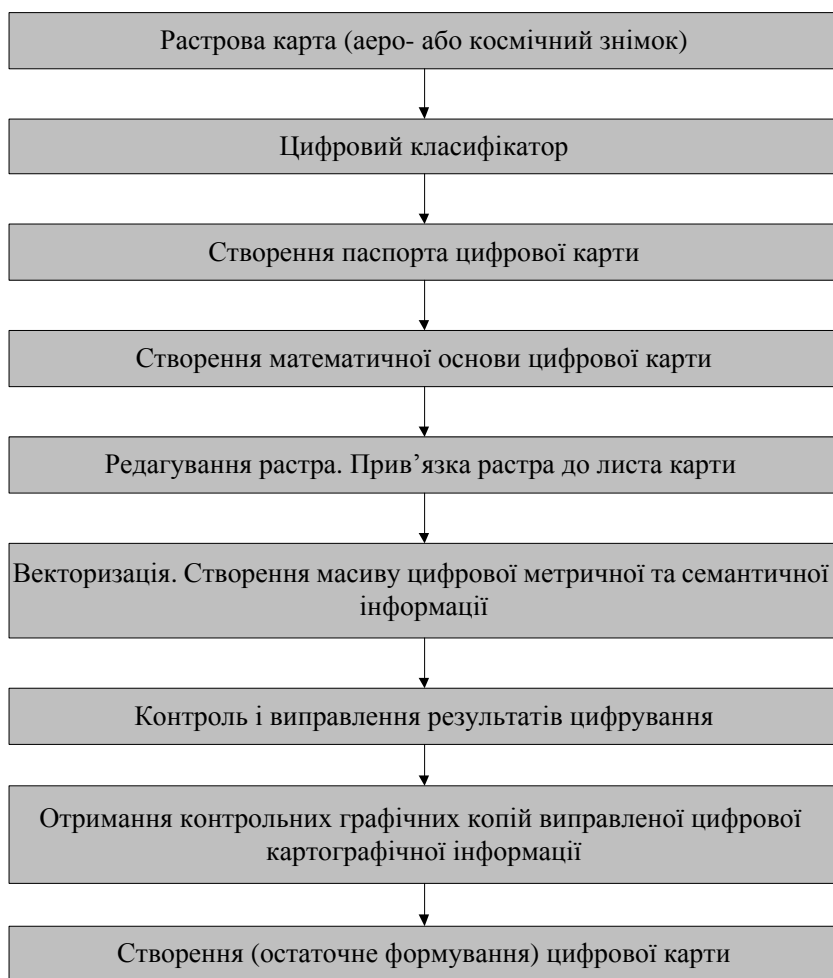 Растрова карта (аеро- або космічний знімок)
Цифровий класифікатор
Створення паспорта цифрової карти
Створення математичної основи цифрової карти
Редагування растра. Прив’язка растра до листа карти
Векторизація. Створення масиву цифрової метричної та семантичної
інформації
Контроль і виправлення результатів цифрування
Отримання контрольних графічних копій виправленої цифрової
картографічної інформації
Створення (остаточне формування) цифрової карти